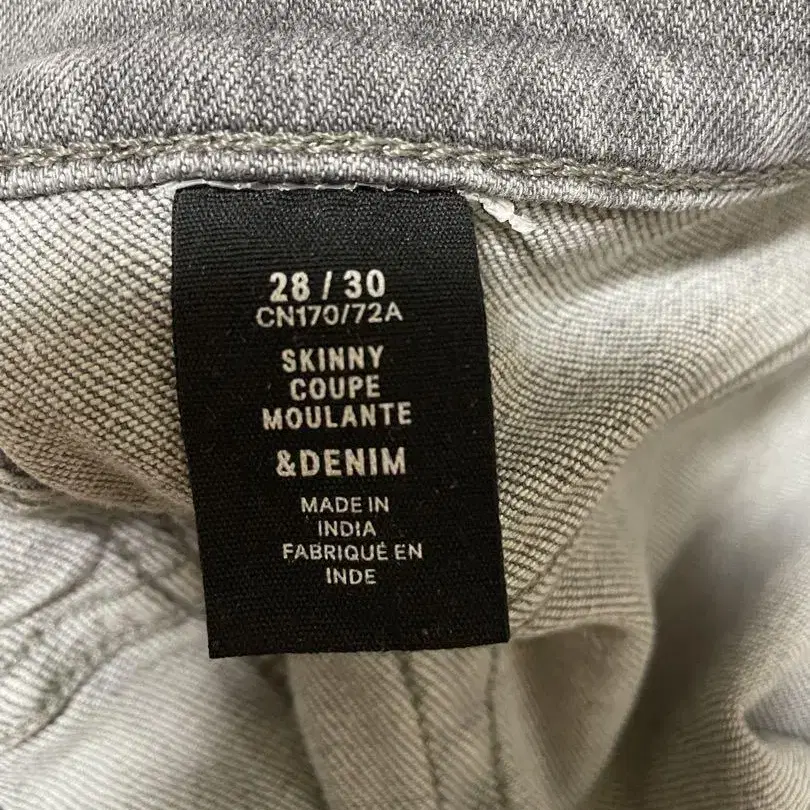 28 / 30
CN170/72A
SKINNY
COUPE
MOULANTE
&DENIM
MADE IN
INDIA
FABRIQUÉ EN
INDE